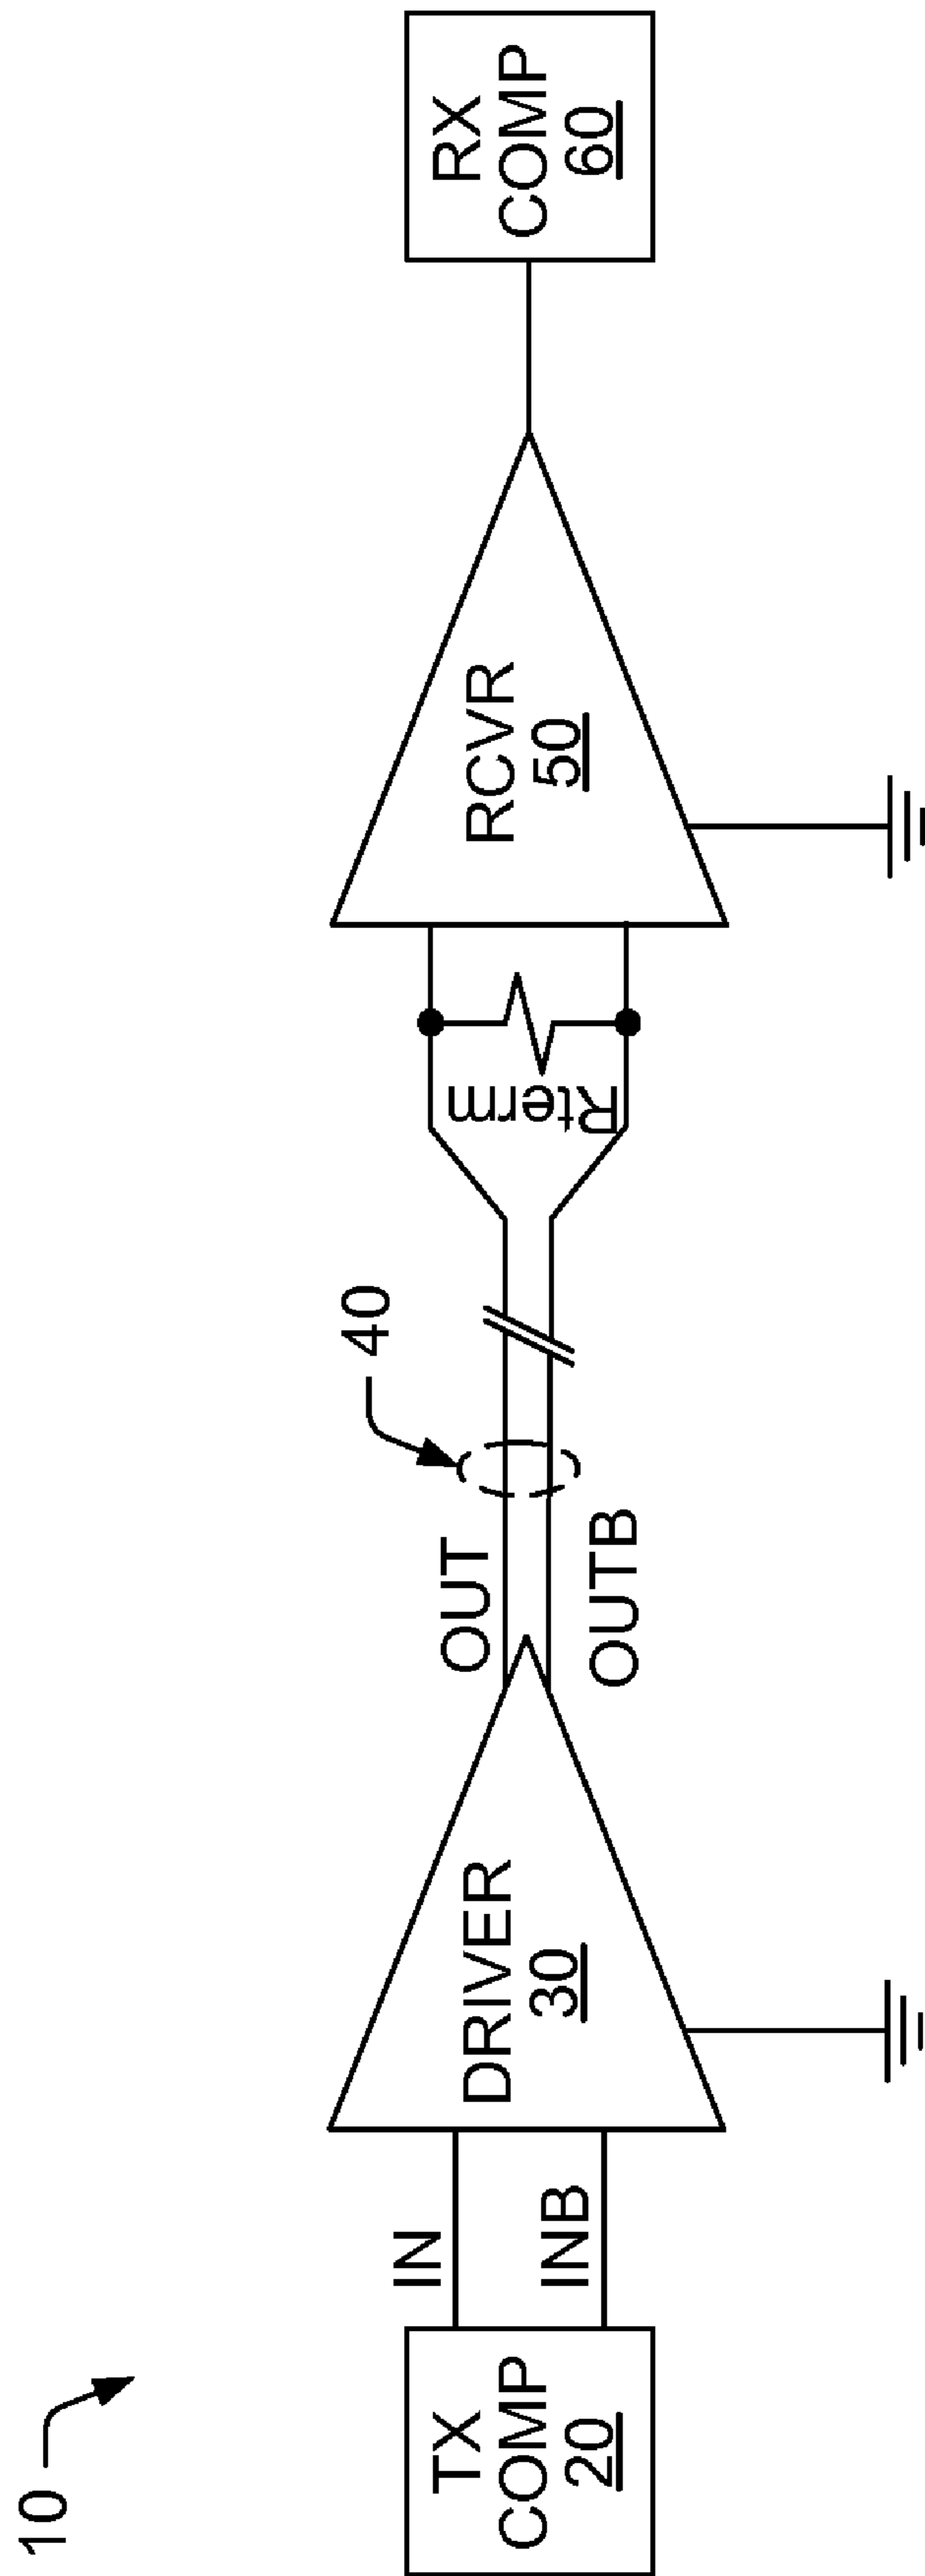 10
TX
COMP
20
IN
INB
DRIVER
30
OUT
OUTB
40
Rterm
RCVR
50
RX
COMP
60